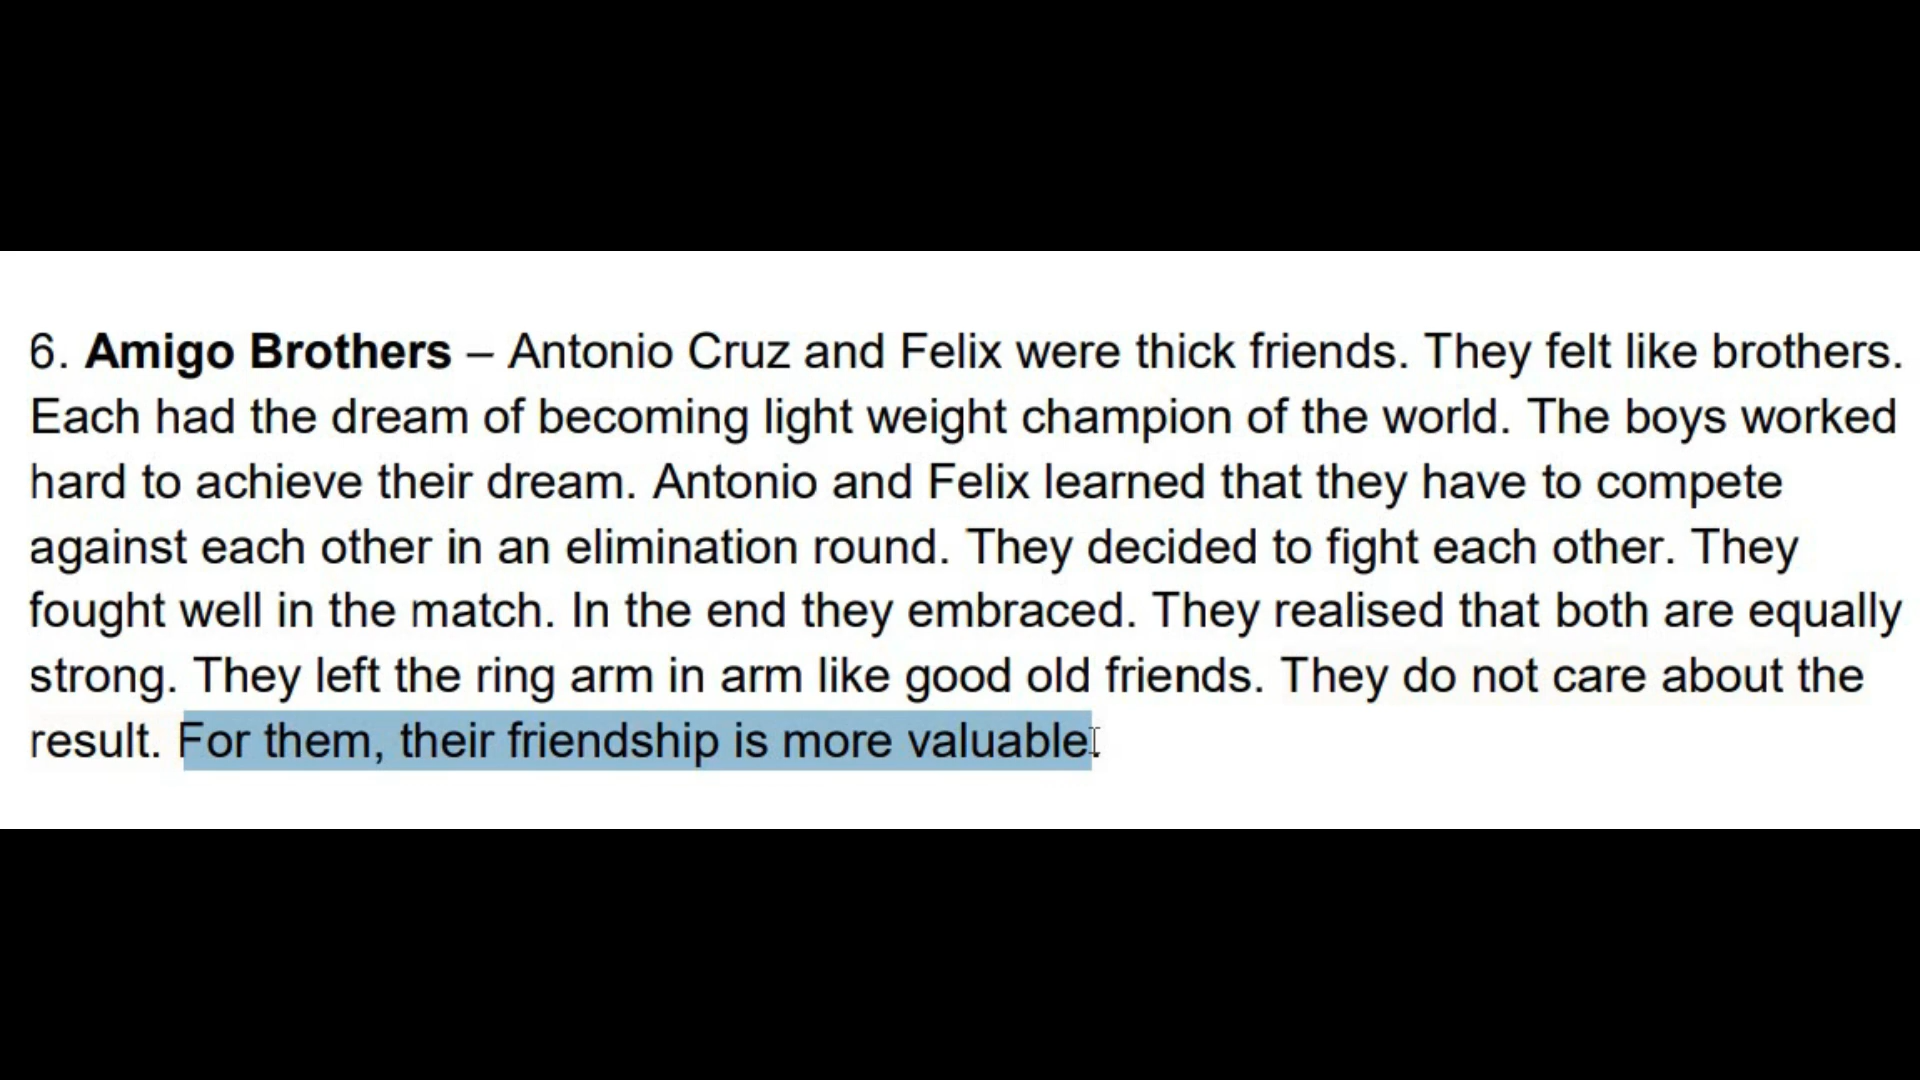 6. Amigo Brothers – Antonio Cruz and Felix were thick friends. They felt like brothers.
Each had the dream of becoming light weight champion of the world. The boys worked
hard to achieve their dream. Antonio and Felix learned that they have to compete
against each other in an elimination round. They decided to fight each other. They
fought well in the match. In the end they embraced. They realised that both are equally
strong. They left the ring arm in arm like good old friends. They do not care about the
result. For them, their friendship is more valuable.